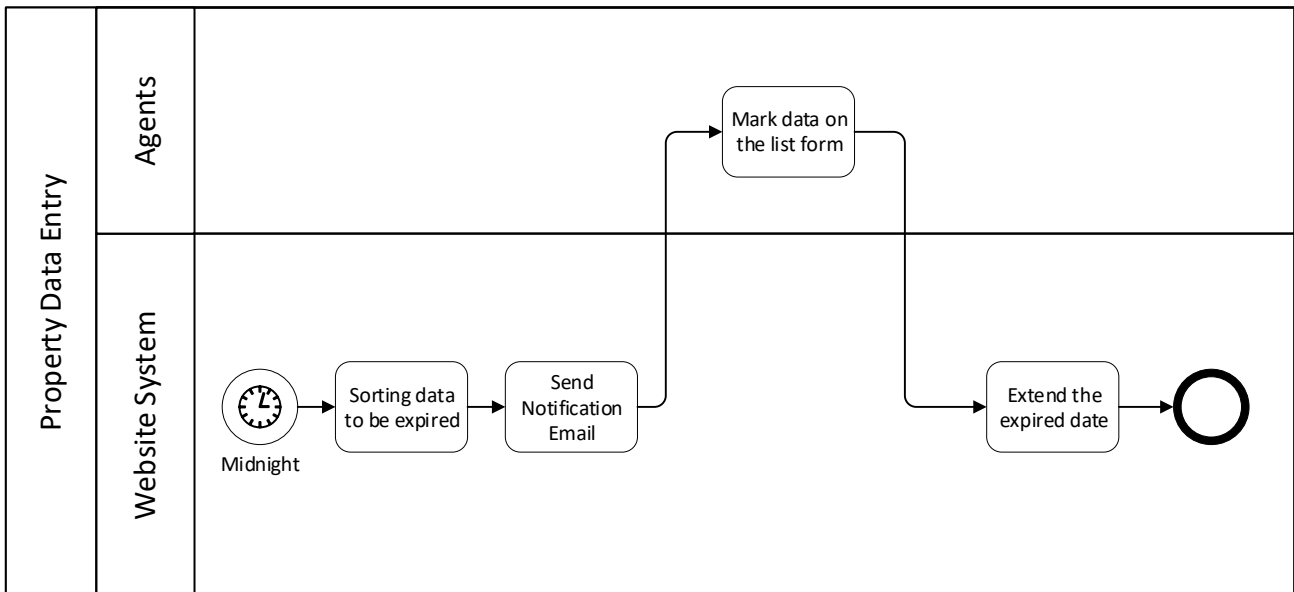 Property Data Entry
Agents
Mark data on
the list form
Website System
Midnight
Sorting data
to be expired
Send
Notification
Email
Extend the
expired date